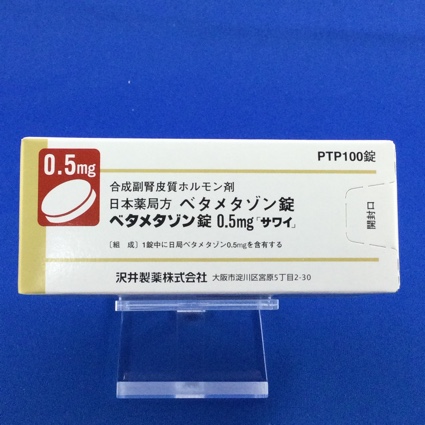 PTP100錠
0.5mg
合成副腎皮質ホルモン剤
日本薬局方 ベタメタゾン錠
ベタメタゾン錠 0.5mg「サワイ」
〔組 成〕1錠中に日局ベタメタゾン0.5mgを含有する
開封口
沢井製薬株式会社 大阪市淀川区宮原5丁目2-30